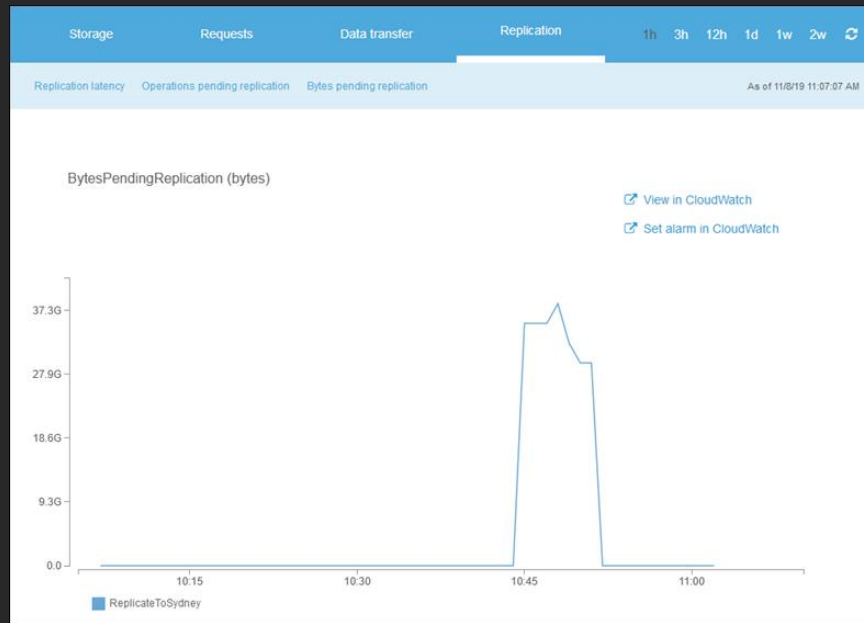 Storage Requests Data transfer Replication 1h 3h 12h 1d 1w 2w
Replication latency Operations pending replication Bytes pending replication As of 11/8/19 11:07:07 AM
BytesPendingReplication (bytes)
View in CloudWatch
Set alarm in CloudWatch
37.3G
27.9G
18.6G
9.3G
0.0
10:15 10:30 10:45 11:00
ReplicateToSydney